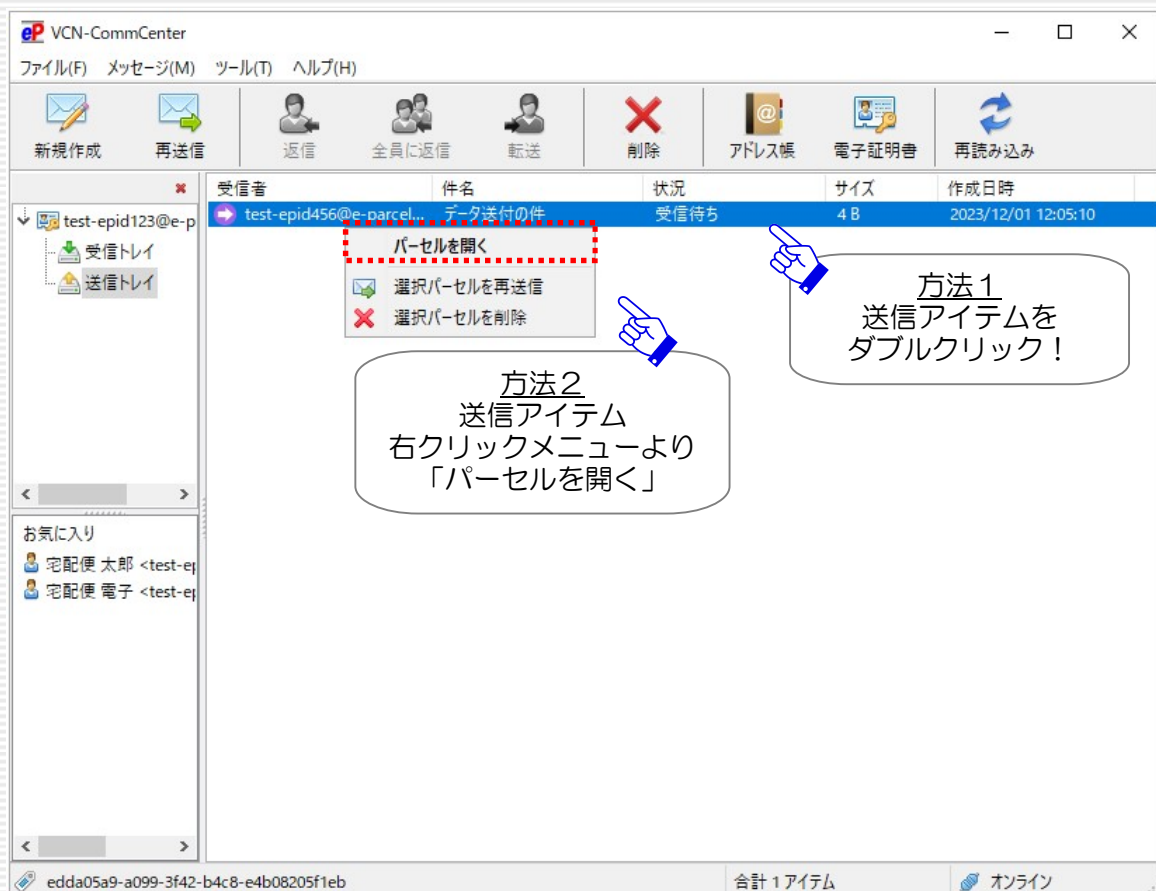 eP VCN-CommCenter
ファイル(F) メッセージ(M) ツール(T) ヘルプ(H)
新規作成 再送信 返信 全員に返信 転送 削除 アドレス帳 電子証明書 再読み込み
受信者 件名 状況 サイズ 作成日時
test-epid123@e-p
受信トレイ
送信トレイ
test-epid456@e-parcel... データ送付の件 受信待ち 4 B 2023/12/01 12:05:10
パーセルを開く
選択パーセルを再送信
選択パーセルを削除
方法1
送信アイテムを
ダブルクリック!
方法2
送信アイテム
右クリックメニューより
「パーセルを開く」
お気に入り
宅配便 太郎 <test-ep
宅配便 電子 <test-ep
edda05a9-a099-3f42-b4c8-e4b08205f1eb 合計 1 アイテム オンライン